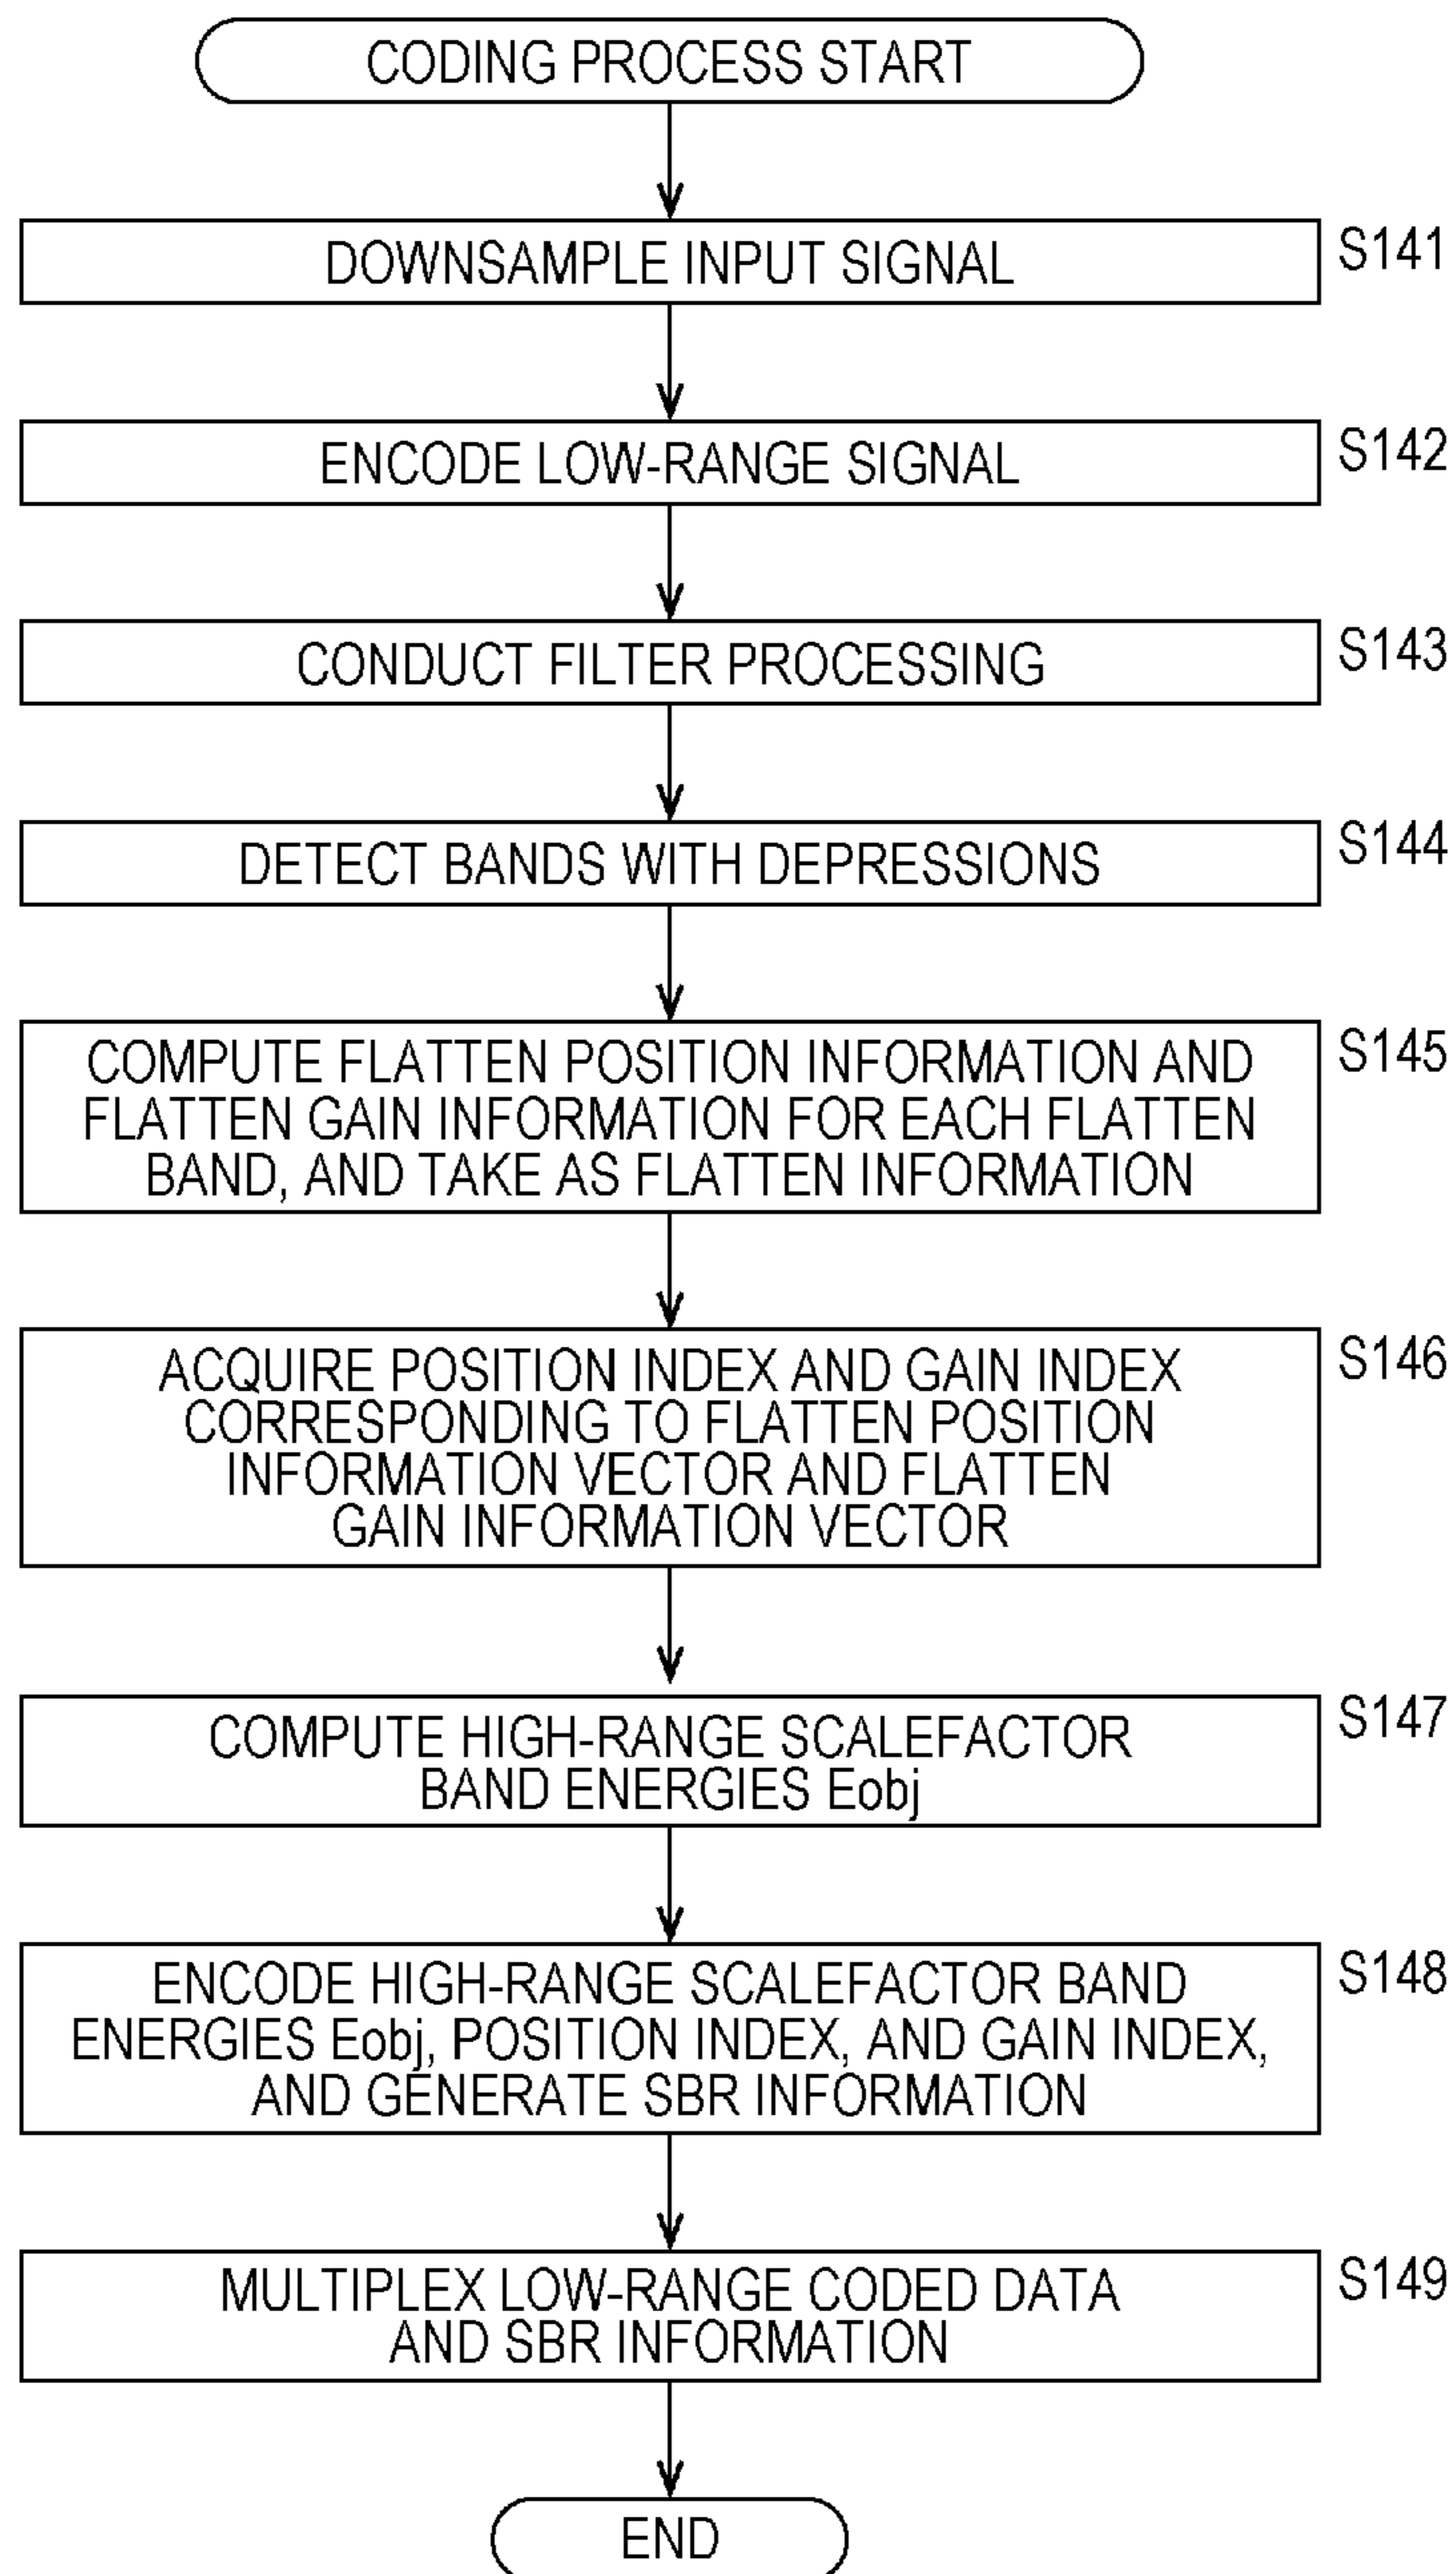 CODING PROCESS START
DOWNSAMPLE INPUT SIGNAL
S141
ENCODE LOW-RANGE SIGNAL
S142
CONDUCT FILTER PROCESSING
S143
DETECT BANDS WITH DEPRESSIONS
S144
COMPUTE FLATTEN POSITION INFORMATION AND
FLATTEN GAIN INFORMATION FOR EACH FLATTEN
BAND, AND TAKE AS FLATTEN INFORMATION
S145
ACQUIRE POSITION INDEX AND GAIN INDEX
CORRESPONDING TO FLATTEN POSITION
INFORMATION VECTOR AND FLATTEN
GAIN INFORMATION VECTOR
S146
COMPUTE HIGH-RANGE SCALEFACTOR
BAND ENERGIES Eobj
S147
ENCODE HIGH-RANGE SCALEFACTOR BAND
ENERGIES Eobj, POSITION INDEX, AND GAIN INDEX,
AND GENERATE SBR INFORMATION
S148
MULTIPLEX LOW-RANGE CODED DATA
AND SBR INFORMATION
S149
END